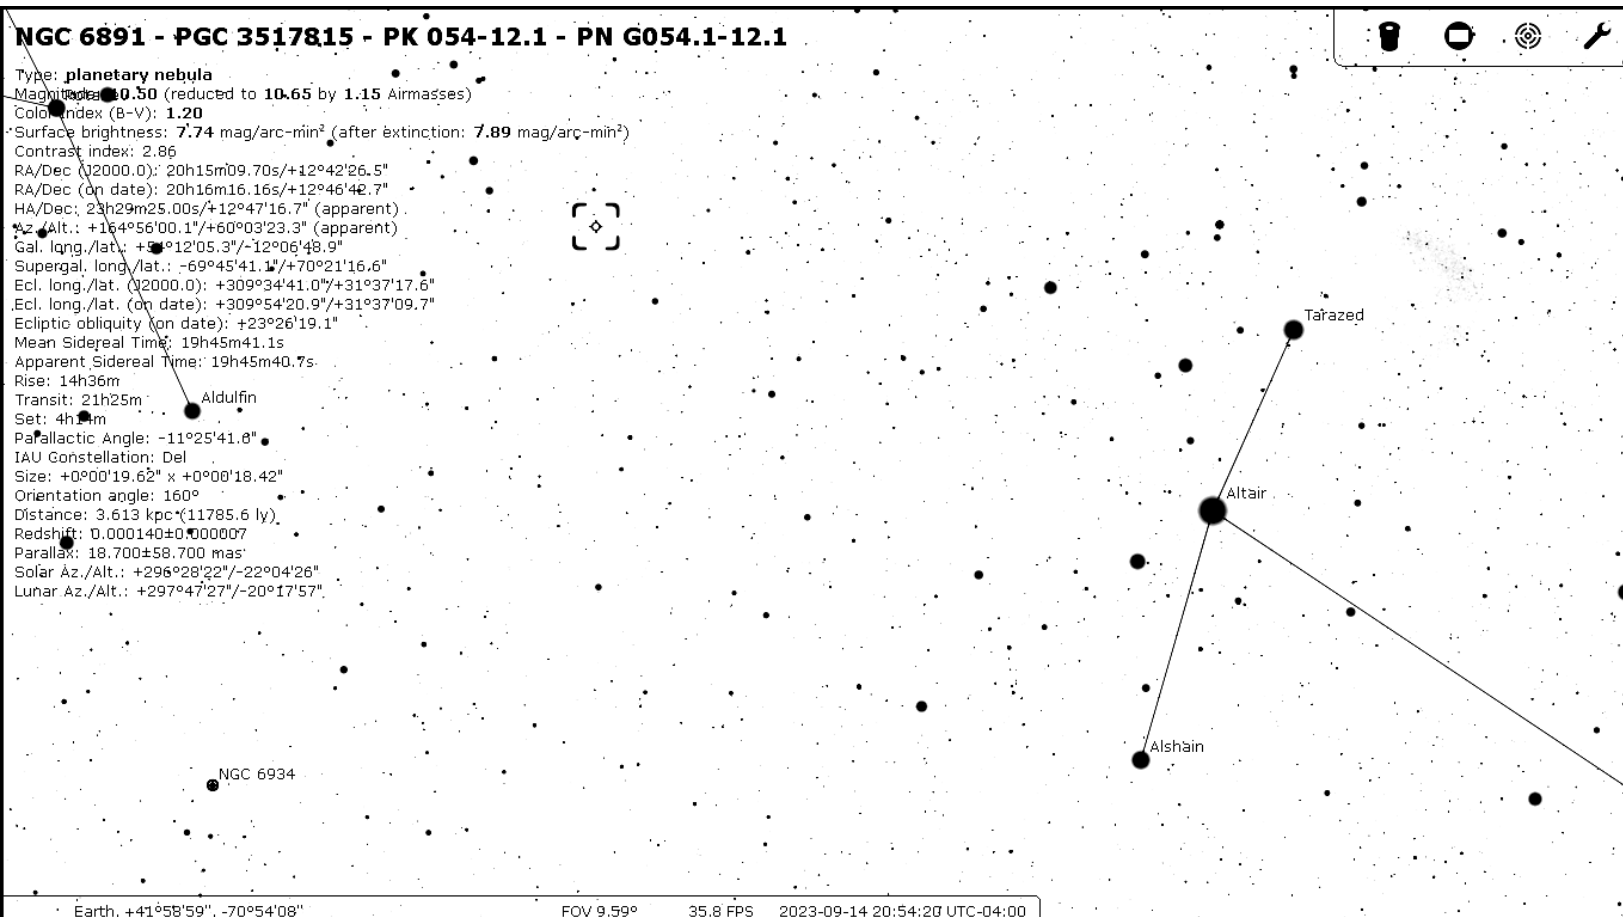 NGC 6891 - PGC 3517815 - PK 054-12.1 - PN G054.1-12.1
Type: planetary nebula
Magnitude: 10.50 (reduced to 10.65 by 1.15 Airmasses)
Color Index (B-V): 1.20
Surface brightness: 7.74 mag/arc-min² (after extinction: 7.89 mag/arc-min²)
Contrast index: 2.86
RA/Dec (J2000.0): 20h15m09.70s/+12°42'26.5"
RA/Dec (on date): 20h16m16.16s/+12°46'42.7"
HA/Dec: 23h29m25.00s/+12°47'16.7" (apparent)
Az./Alt.: +164°56'00.1"/+60°03'23.3" (apparent)
Gal. long./lat.: +54°12'05.3"/-12°06'48.9"
Supergal. long./lat.: -69°45'41.1"/+70°21'16.6"
Ecl. long./lat. (J2000.0): +309°34'41.0"/+31°37'17.6"
Ecl. long./lat. (on date): +309°54'20.9"/+31°37'09.7"
Ecliptic obliquity (on date): +23°26'19.1"
Mean Sidereal Time: 19h45m41.1s
Apparent Sidereal Time: 19h45m40.7s
Rise: 14h36m
Transit: 21h25m
Set: 4h14m
Parallactic Angle: -11°25'41.6"
IAU Constellation: Del
Size: +0°00'19.62" x +0°00'18.42"
Orientation angle: 160°
Distance: 3.613 kpc (11785.6 ly)
Redshift: 0.000140±0.000007
Parallax: 18.700±58.700 mas
Solar Az./Alt.: +296°28'22"/-22°04'26"
Lunar Az./Alt.: +297°47'27"/-20°17'57"
Tarazed
Aldulfin
Altair
Alshain
NGC 6934
Earth, +41°58'59", -70°54'08" FOV 9.59° 35.8 FPS 2023-09-14 20:54:20 UTC-04:00